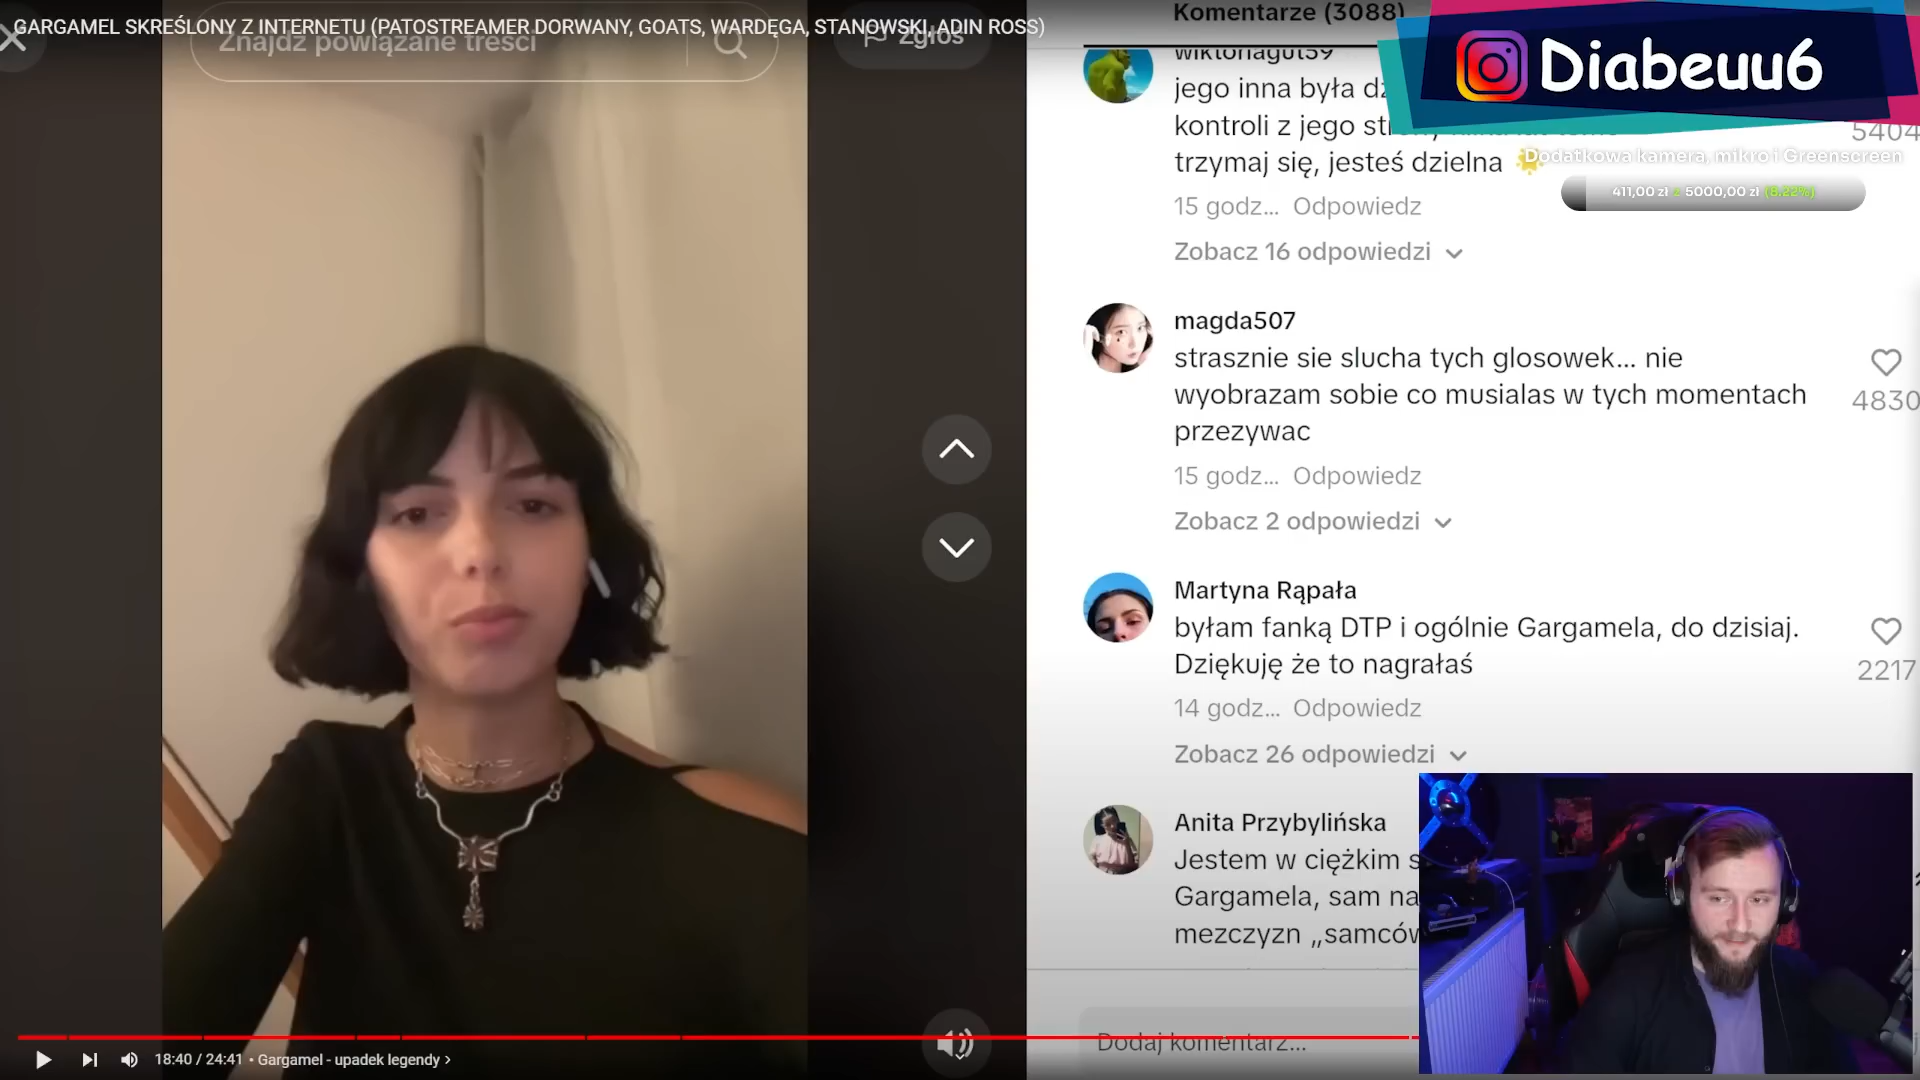 GARGAMEL SKREŚLONY Z INTERNETU (PATOSTREAMER DORWANY, GOATS, WARDĘGA, STANOWSKI, ADIN ROSS)
Znajdź powiązane treści
Zgłoś
Komentarze (3088)
Diabeuu6
Dodatkowa kamera, mikro i Greenscreen
411,00 zł z 5000,00 zł (8.22%)
wiktoriagut59
jego inna była
kontroli z jego
trzymaj się, jesteś dzielna
5404
15 godz... Odpowiedz
Zobacz 16 odpowiedzi
magda507
strasznie sie slucha tych glosowek... nie
wyobrazam sobie co musialas w tych momentach
przezywac
4830
15 godz... Odpowiedz
Zobacz 2 odpowiedzi
Martyna Rąpała
byłam fanką DTP i ogólnie Gargamela, do dzisiaj.
Dziękuję że to nagrałaś
2217
14 godz... Odpowiedz
Zobacz 26 odpowiedzi
Anita Przybylińska
Jestem w ciężkim s
Gargamela, sam na
mezczyzn „samców
Dodaj komentarz...
18:40 / 24:41 • Gargamel - upadek legendy